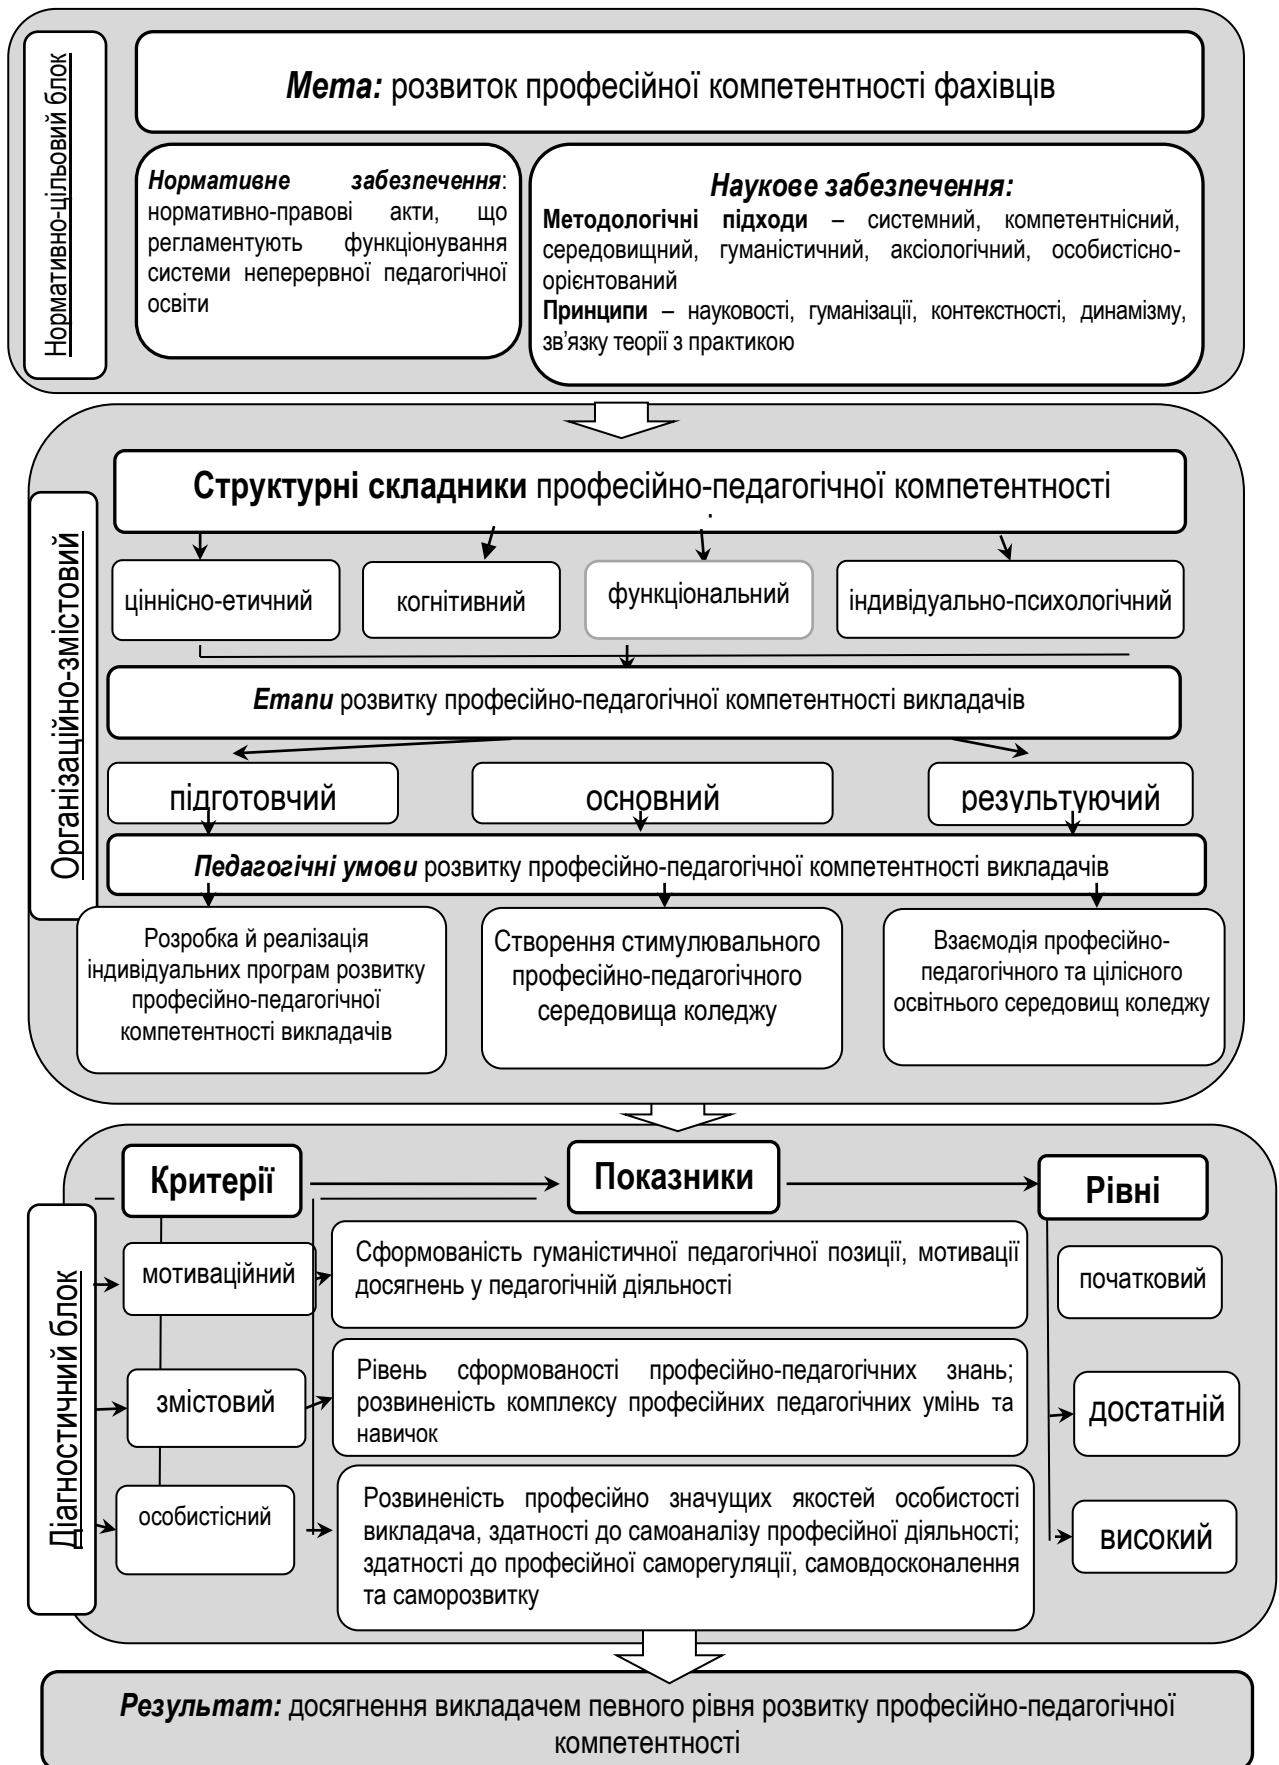 Нормативно-цільовий блок
Мета: розвиток професійної компетентності фахівців
Нормативне забезпечення:
нормативно-правові акти, що
регламентують функціонування
системи неперервної педагогічної
освіти
Наукове забезпечення:
Методологічні підходи – системний, компетентнісний,
середовищний, гуманістичний, аксіологічний, особистісно-
орієнтований
Принципи – науковості, гуманізації, контекстності, динамізму,
зв'язку теорії з практикою
Організаційно-змістовий
Структурні складники професійно-педагогічної компетентності
ціннісно-етичний
когнітивний
функціональний
індивідуально-психологічний
Етапи розвитку професійно-педагогічної компетентності викладачів
підготовчий
основний
результуючий
Педагогічні умови розвитку професійно-педагогічної компетентності викладачів
Розробка й реалізація
індивідуальних програм розвитку
професійно-педагогічної
компетентності викладачів
Створення стимулювального
професійно-педагогічного
середовища коледжу
Взаємодія професійно-
педагогічного та цілісного
освітнього середовищ коледжу
Діагностичний блок
Критерії
Показники
Рівні
мотиваційний
Сформованість гуманістичної педагогічної позиції, мотивації
досягнень у педагогічній діяльності
початковий
змістовий
Рівень сформованості професійно-педагогічних знань;
розвиненість комплексу професійних педагогічних умінь та
навичок
достатній
особистісний
Розвиненість професійно значущих якостей особистості
викладача, здатності до самоаналізу професійної діяльності;
здатності до професійної саморегуляції, самовдосконалення
та саморозвитку
високий
Результат: досягнення викладачем певного рівня розвитку професійно-педагогічної
компетентності